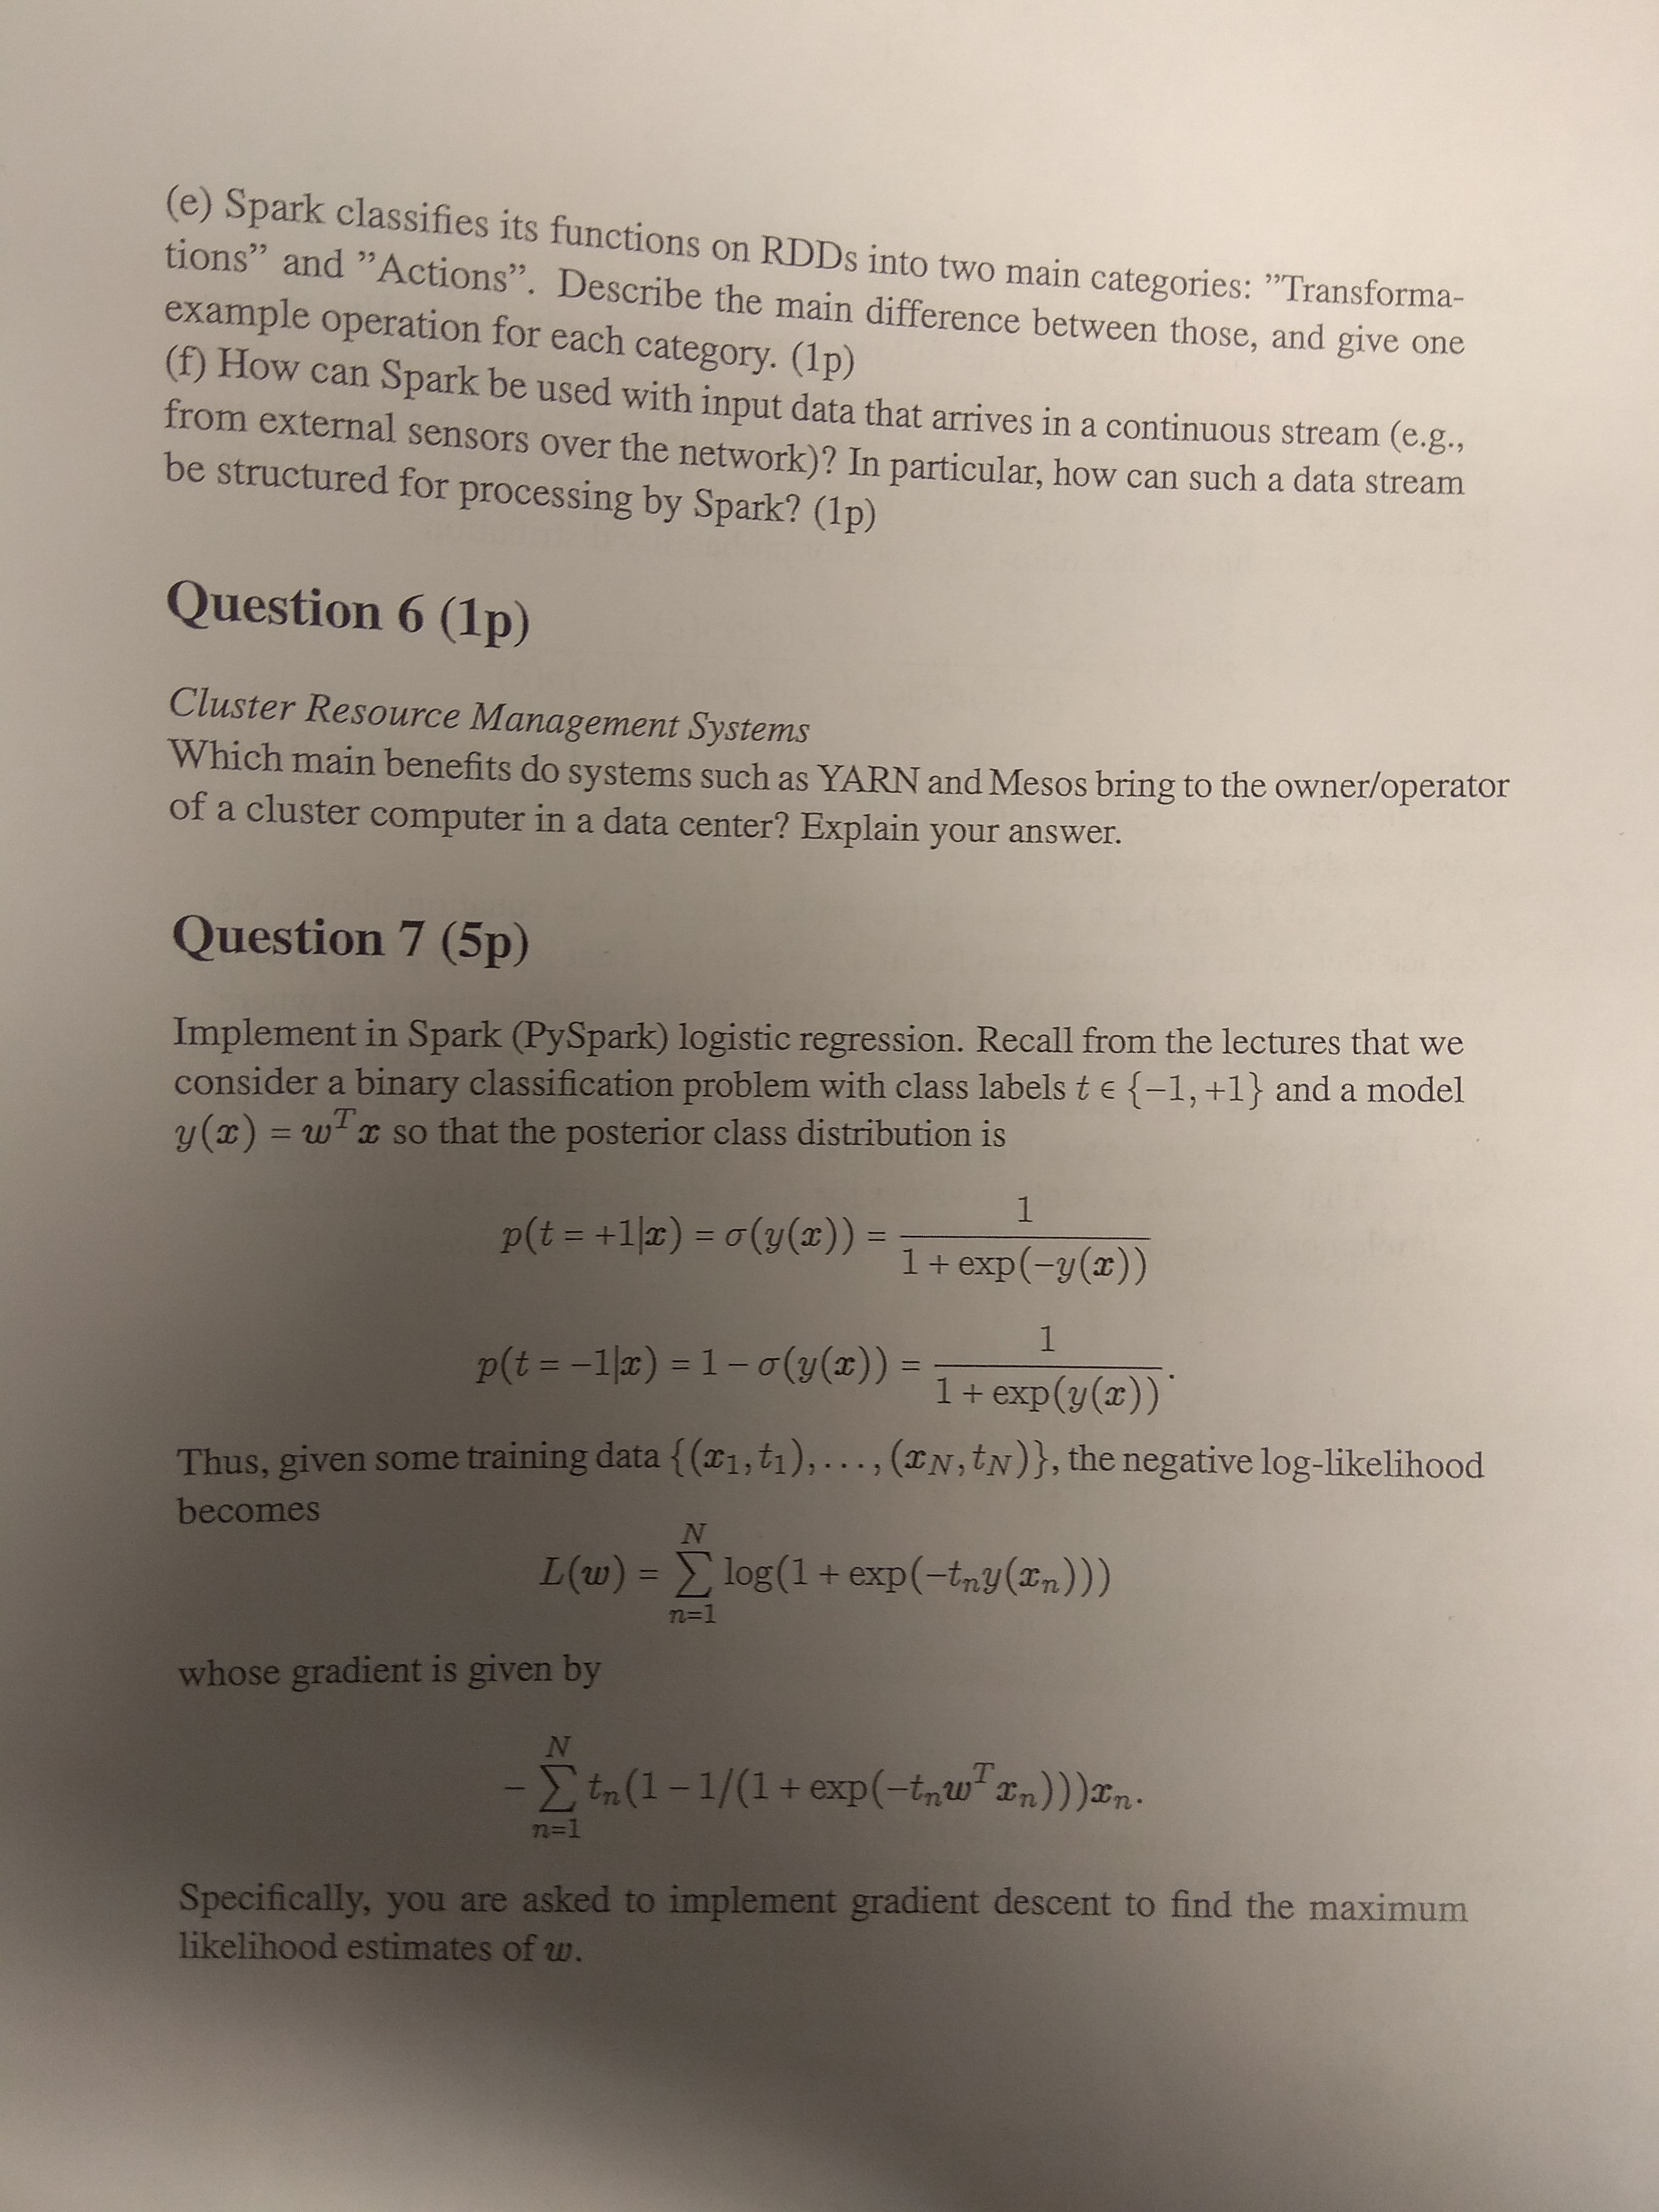 (e) Spark classifies its functions on RDDs into two main categories: ”Transforma-
tions” and ”Actions”. Describe the main difference between those, and give one
example operation for each category. (1p)
(f) How can Spark be used with input data that arrives in a continuous stream (e.g.,
from external sensors over the network)? In particular, how can such a data stream
be structured for processing by Spark? (1p)
Question 6 (1p)
Cluster Resource Management Systems
Which main benefits do systems such as YARN and Mesos bring to the owner/operator
of a cluster computer in a data center? Explain your answer.
Question 7 (5p)
Implement in Spark (PySpark) logistic regression. Recall from the lectures that we
consider a binary classification problem with class labels t ∈ {−1, +1} and a model
y(x) = w^T x so that the posterior class distribution is
p(t = +1|x) = σ(y(x)) = 1 / (1 + exp(−y(x)))
p(t = −1|x) = 1 − σ(y(x)) = 1 / (1 + exp(y(x))).
Thus, given some training data {(x_1, t_1), ..., (x_N, t_N)}, the negative log-likelihood
becomes
L(w) = ∑_{n=1}^{N} log(1 + exp(−t_n y(x_n)))
whose gradient is given by
− ∑_{n=1}^{N} t_n(1 − 1/(1 + exp(−t_n w^T x_n)))x_n.
Specifically, you are asked to implement gradient descent to find the maximum
likelihood estimates of w.